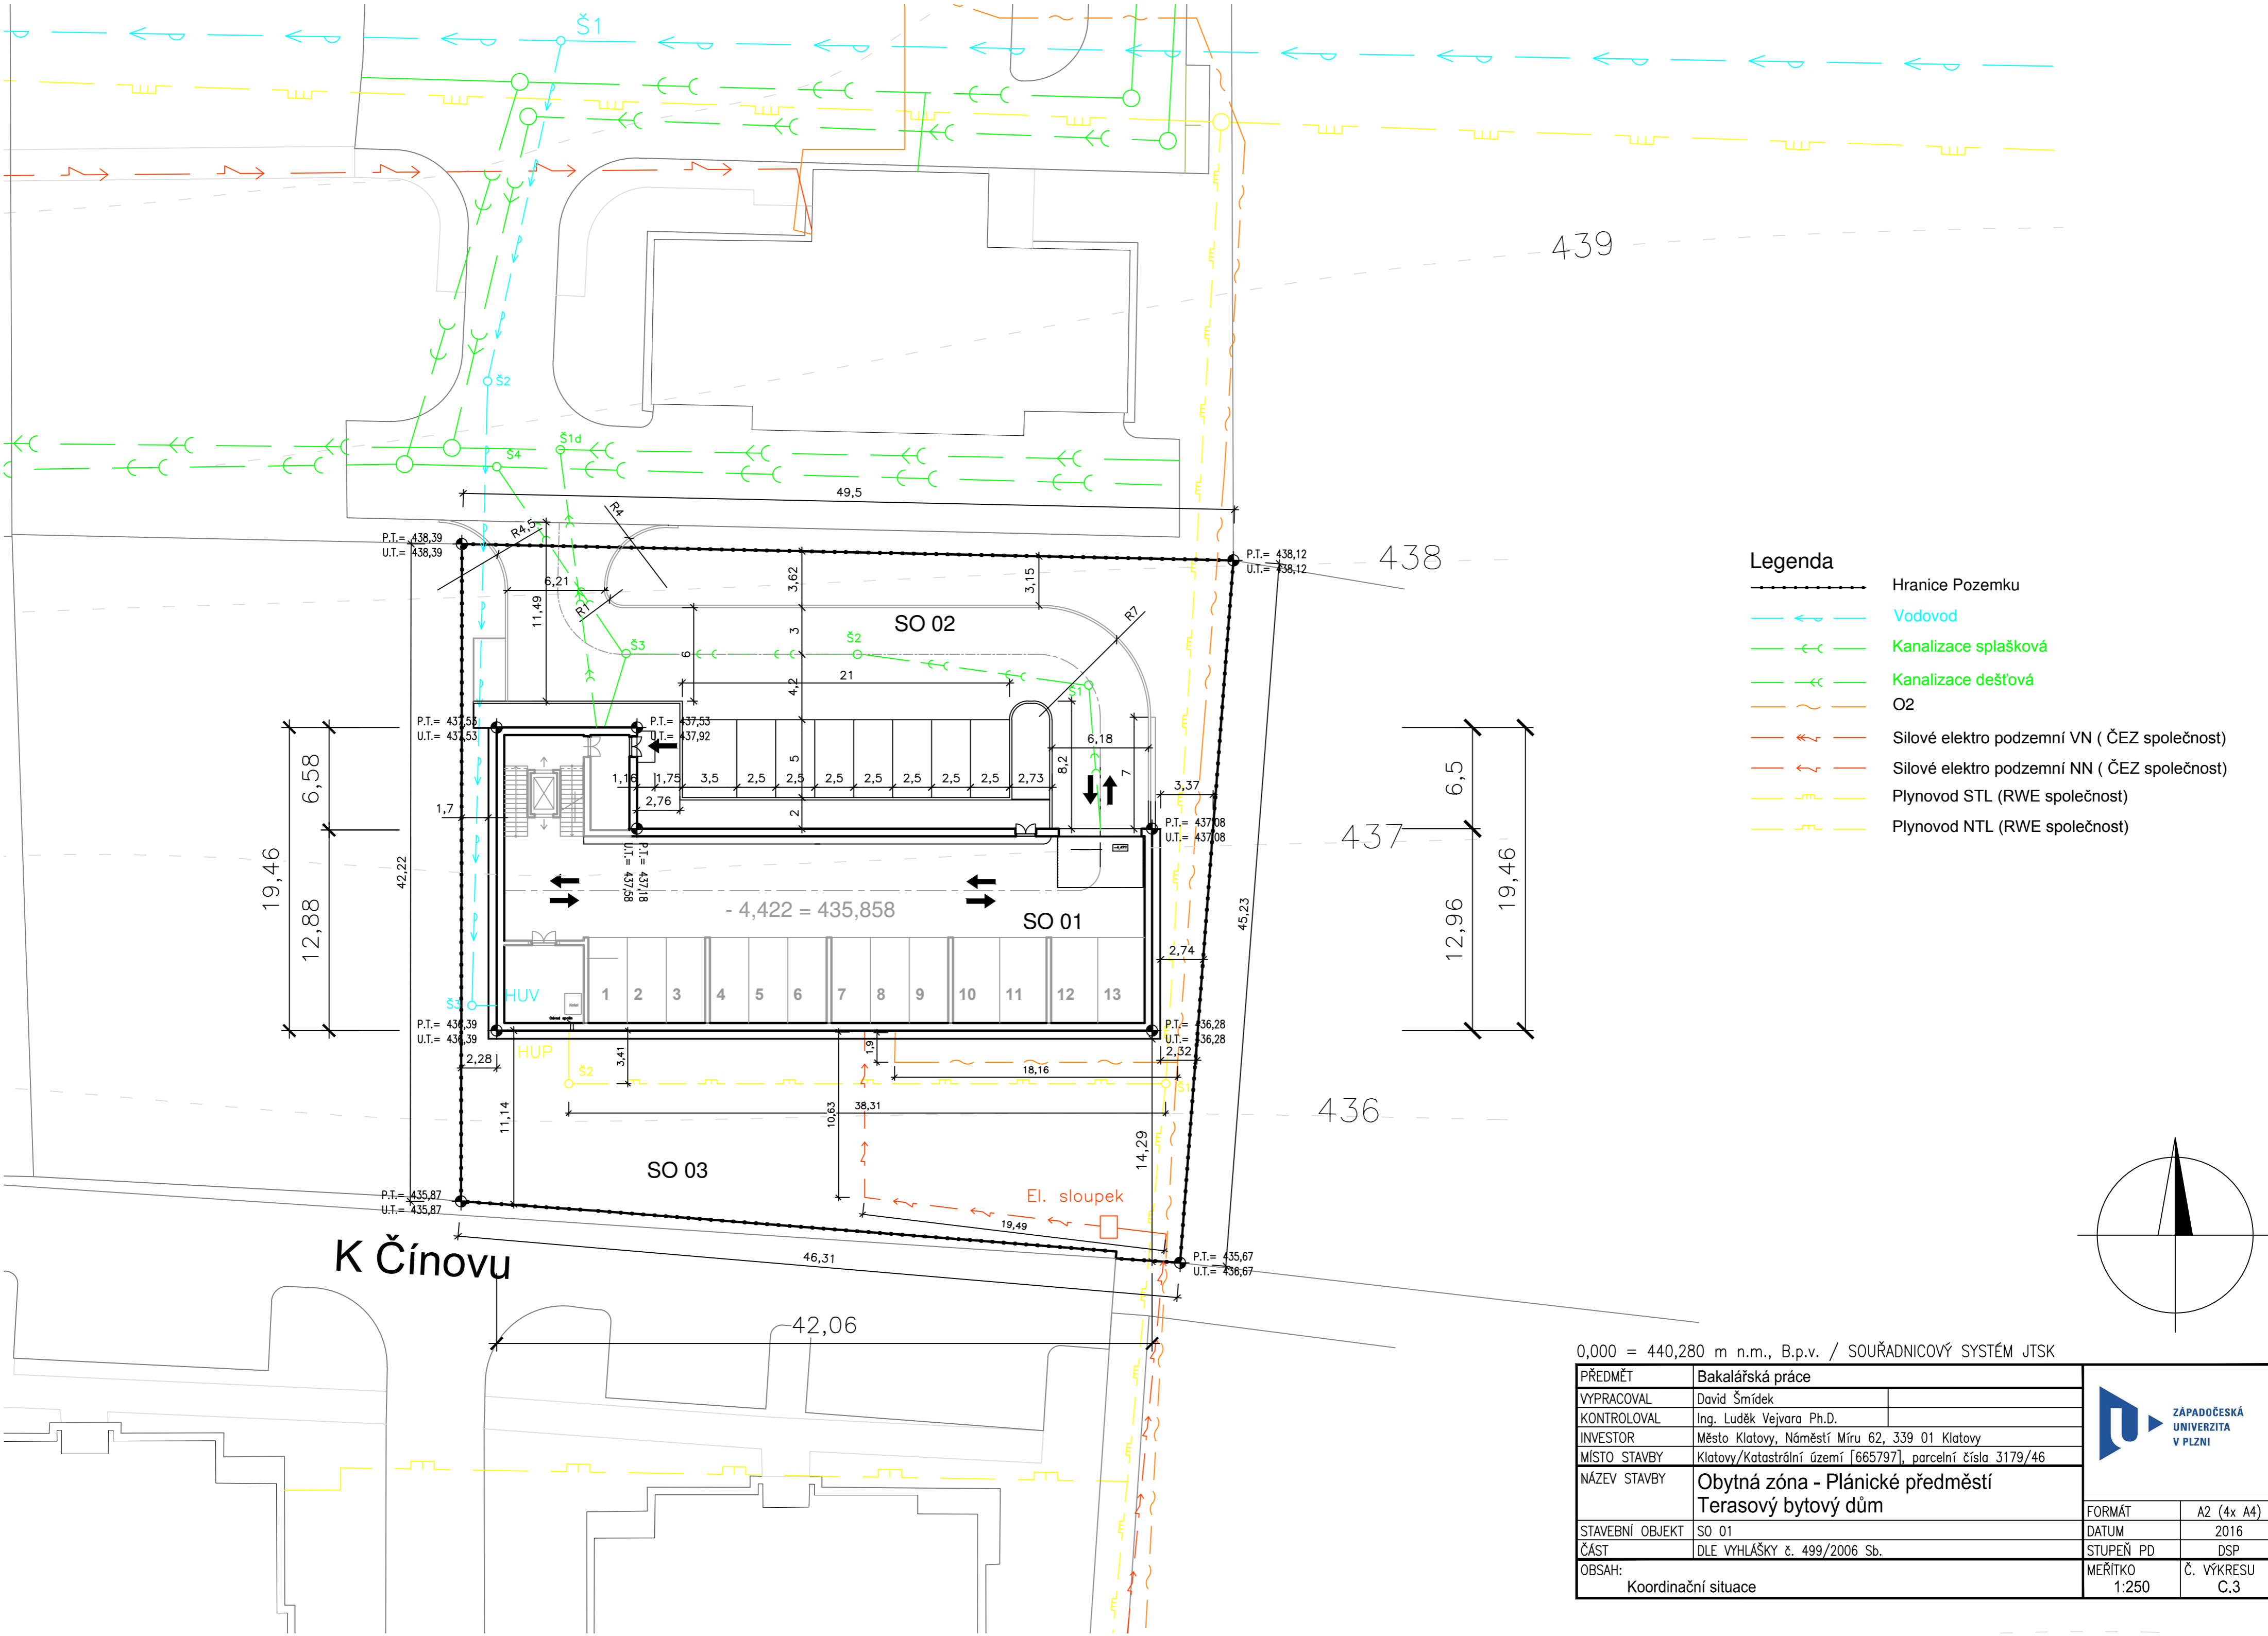 Š1
439
Š2
Š1d
Š4
49,5
R4,5
R4
P.T.= 438,39
U.T.= 438,39
P.T.= 438,12
U.T.= 438,12
438
6,21
11,49
R1
3,62
3,15
SO 02
R7
Š3
3
Š2
6
4,2
21
Š1
P.T.= 437,53
U.T.= 437,53
P.T.= 437,53
U.T.= 437,92
6,18
5
8,2
7
1,16
1,75
3,5
2,5
2,5
2,5
2,5
2,5
2,5
2,5
2,73
2,76
2
3,37
1,7
P.T.= 437,08
U.T.= 437,08
437
6,58
19,46
12,88
42,22
6,5
19,46
12,96
P.T.= 437,18
U.T.= 437,58
- 4,422 = 435,858
SO 01
45,23
2,74
HUV
Š3
1
2
3
4
5
6
7
8
9
10
11
12
13
P.T.= 436,39
U.T.= 436,39
P.T.= 436,28
U.T.= 436,28
2,28
HUP
Š2
3,41
1,9
2,32
18,16
Š1
38,31
10,63
11,14
14,29
436
SO 03
El. sloupek
19,49
P.T.= 435,87
U.T.= 435,87
P.T.= 435,67
U.T.= 436,67
46,31
K Čínovu
42,06
Legenda
Hranice Pozemku
Vodovod
Kanalizace splašková
Kanalizace dešťová
O2
Silové elektro podzemní VN ( ČEZ společnost)
Silové elektro podzemní NN ( ČEZ společnost)
Plynovod STL (RWE společnost)
Plynovod NTL (RWE společnost)
0,000 = 440,280 m n.m., B.p.v. / SOUŘADNICOVÝ SYSTÉM JTSK
PŘEDMĚT Bakalářská práce
VYPRACOVAL David Šmídek
KONTROLOVAL Ing. Luděk Vejvara Ph.D.
INVESTOR Město Klatovy, Náměstí Míru 62, 339 01 Klatovy
MÍSTO STAVBY Klatovy/Katastrální území [665797], parcelní čísla 3179/46
NÁZEV STAVBY Obytná zóna - Plánické předměstí
Terasový bytový dům
STAVEBNÍ OBJEKT SO 01
ČÁST DLE VYHLÁŠKY č. 499/2006 Sb.
OBSAH:
Koordinační situace
ZÁPADOČESKÁ
UNIVERZITA
V PLZNI
FORMÁT A2 (4x A4)
DATUM 2016
STUPEŇ PD DSP
MEŘÍTKO Č. VÝKRESU
1:250 C.3